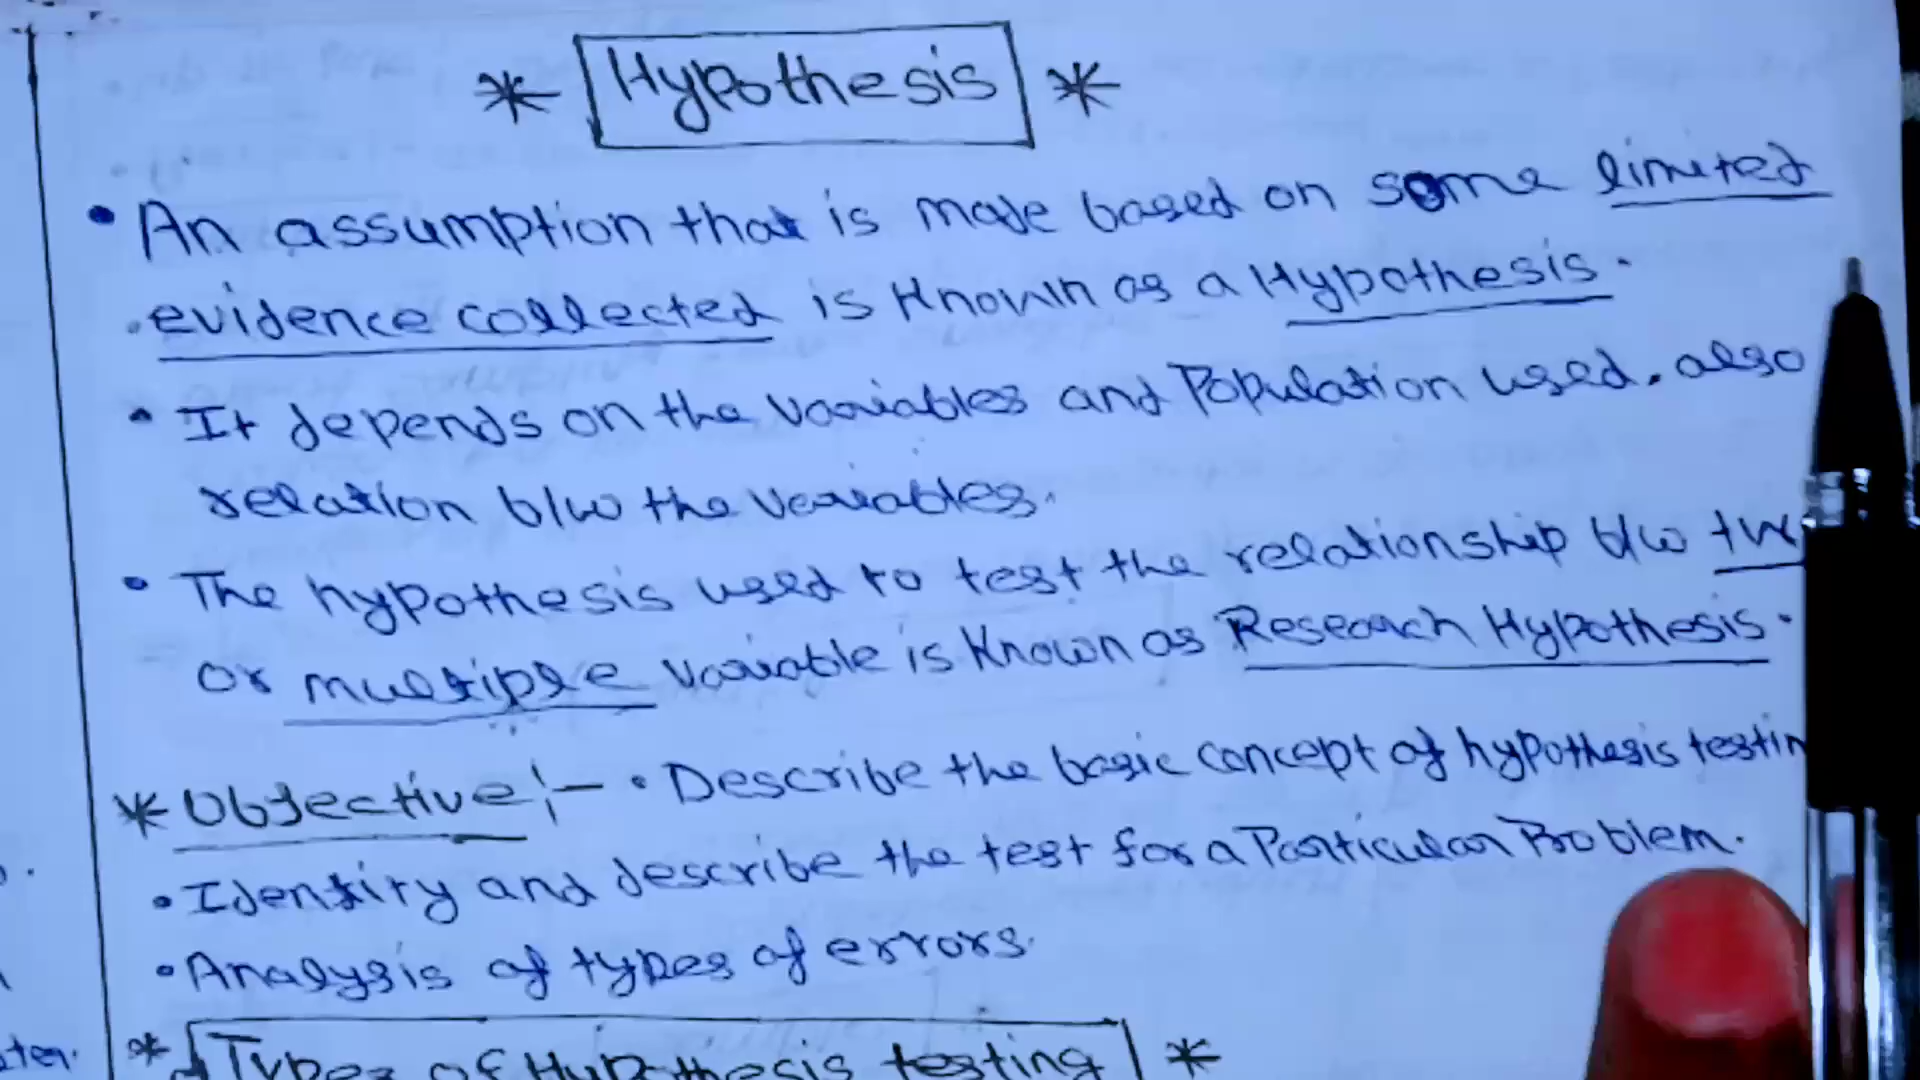 * Hypothesis *
• An assumption that is made based on some limited
evidence collected is known as a Hypothesis.
• It depends on the variables and Population used, also
relation b/w the variables.
• The hypothesis used to test the relationship b/w
or multiple variable is known as Research Hypothesis.
* Objective :- • Describe the basic concept of hypothesis testin
• Identity and describe the test for a Particular Problem.
• Analysis of types of errors.
* Types of Hypothesis testing *